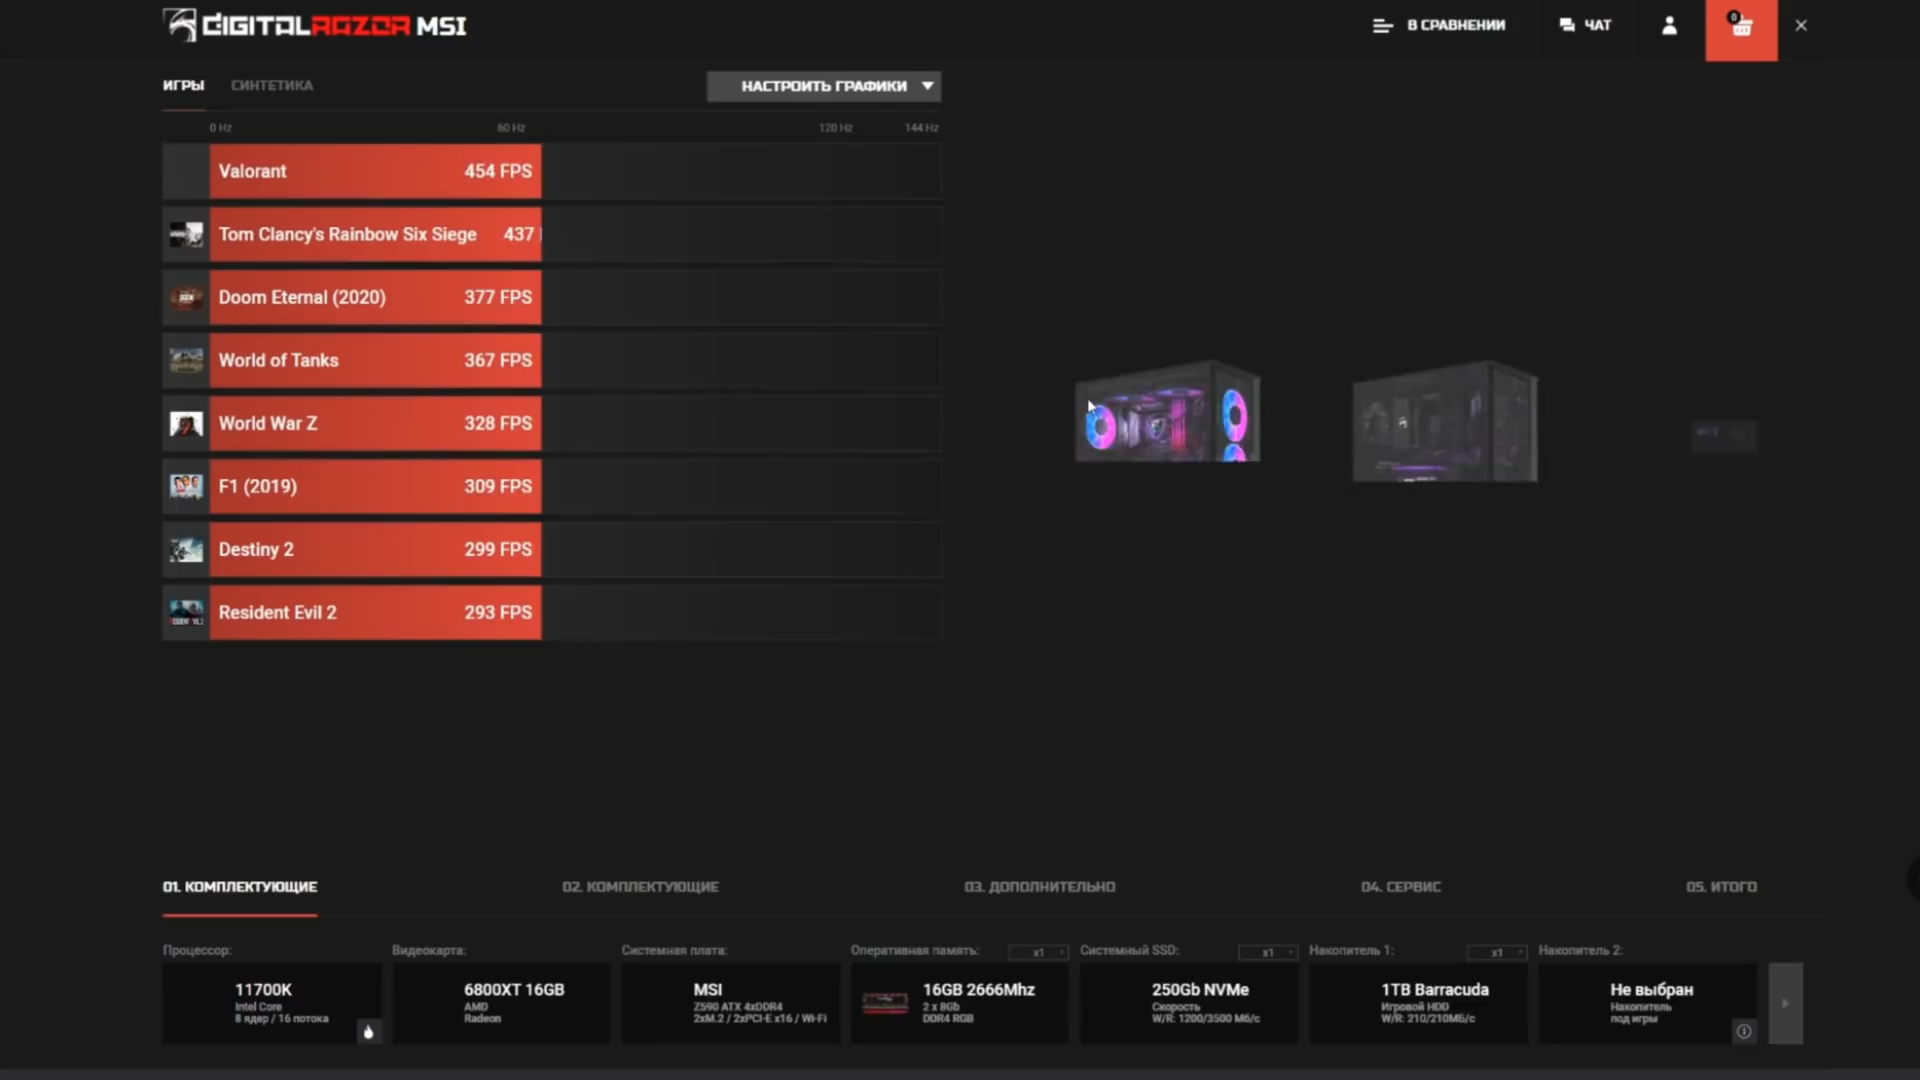 DIGITALRAZOR MSI
В СРАВНЕНИИ
ЧАТ
0
ИГРЫ
СИНТЕТИКА
НАСТРОИТЬ ГРАФИКИ
0 Hz
60 Hz
120 Hz
144 Hz
Valorant 454 FPS
Tom Clancy's Rainbow Six Siege 437
Doom Eternal (2020) 377 FPS
World of Tanks 367 FPS
World War Z 328 FPS
F1 (2019) 309 FPS
Destiny 2 299 FPS
Resident Evil 2 293 FPS
01. КОМПЛЕКТУЮЩИЕ
02. КОМПЛЕКТУЮЩИЕ
03. ДОПОЛНИТЕЛЬНО
04. СЕРВИС
05. ИТОГО
Процессор:
11700K
Intel Core
8 ядер / 16 потока
Видеокарта:
6800XT 16GB
AMD
Radeon
Системная плата:
MSI
Z590 ATX 4xDDR4
2xM.2 / 2xPCI-E x16 / Wi-Fi
Оперативная память: x1
16GB 2666Mhz
2 x 8Gb
DDR4 RGB
Системный SSD: x1
250Gb NVMe
Скорость
W/R: 1200/3500 Мб/с
Накопитель 1: x1
1TB Barracuda
Игровой HDD
W/R: 210/210Мб/с
Накопитель 2:
Не выбран
Накопитель
под игры